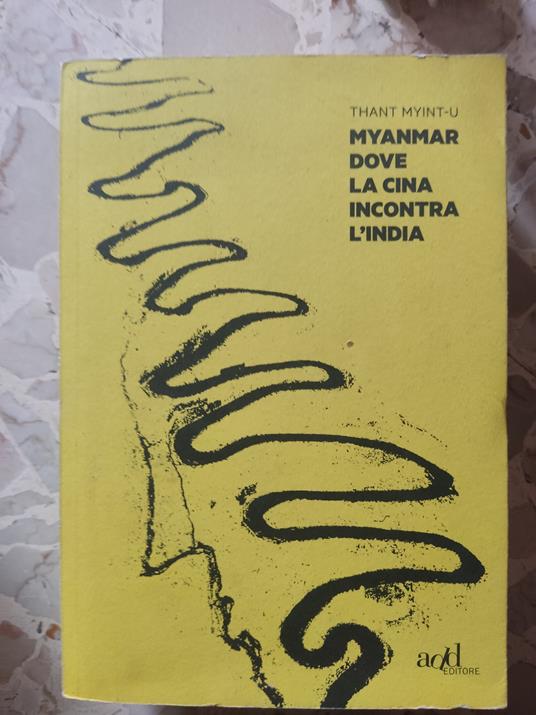 THANT MYINT-U
MYANMAR
DOVE
LA CINA
INCONTRA
L'INDIA
add
EDITORE